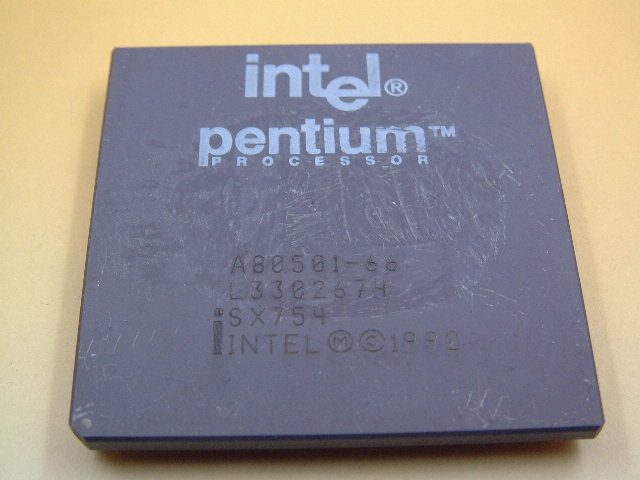 intel®
pentium™
PROCESSOR
A80501-66
L3302674
i SX754
INTEL Ⓜ © 1992